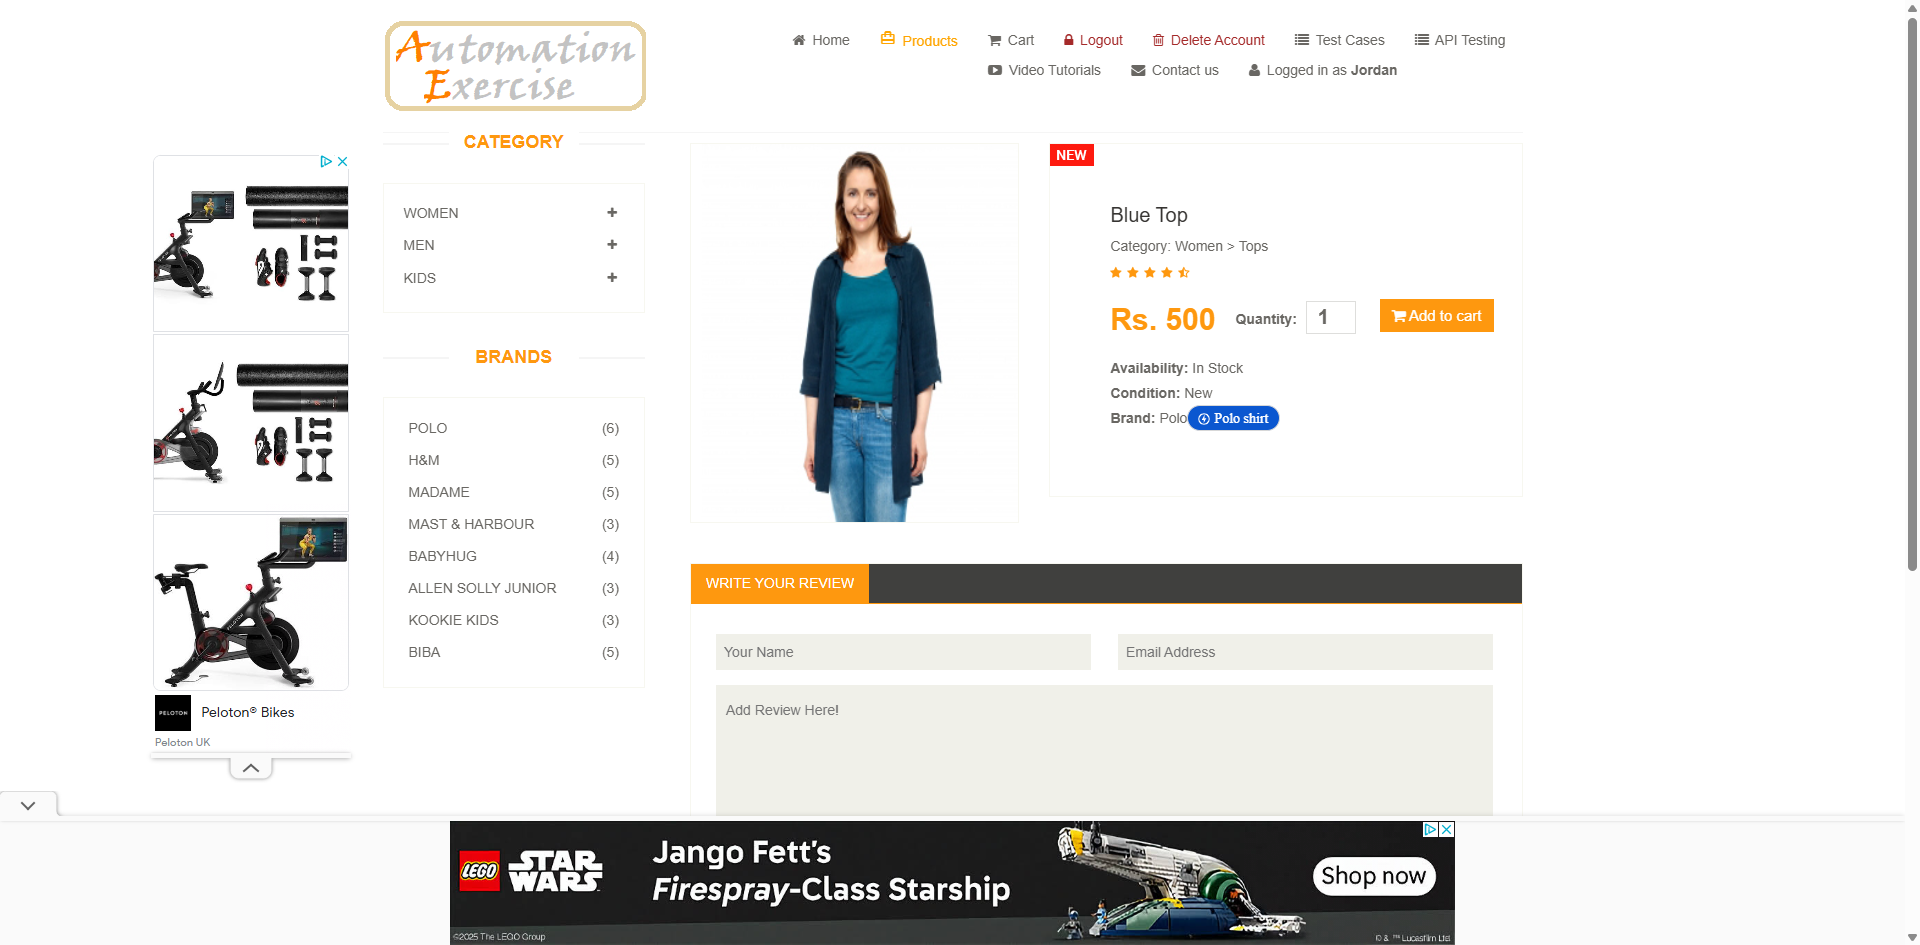 Automation
Exercise
Home
Products
Cart
Logout
Delete Account
Test Cases
API Testing
Video Tutorials
Contact us
Logged in as Jordan
CATEGORY
WOMEN
MEN
KIDS
BRANDS
POLO (6)
H&M (5)
MADAME (5)
MAST & HARBOUR (3)
BABYHUG (4)
ALLEN SOLLY JUNIOR (3)
KOOKIE KIDS (3)
BIBA (5)
PELOTON
Peloton® Bikes
Peloton UK
NEW
Blue Top
Category: Women > Tops
Rs. 500
Quantity: 1
Add to cart
Availability: In Stock
Condition: New
Brand: Polo
Polo shirt
WRITE YOUR REVIEW
Your Name
Email Address
Add Review Here!
LEGO
STAR
WARS
Jango Fett's
Firespray-Class Starship
Shop now
©2025 The LEGO Group
© & ™ Lucasfilm Ltd